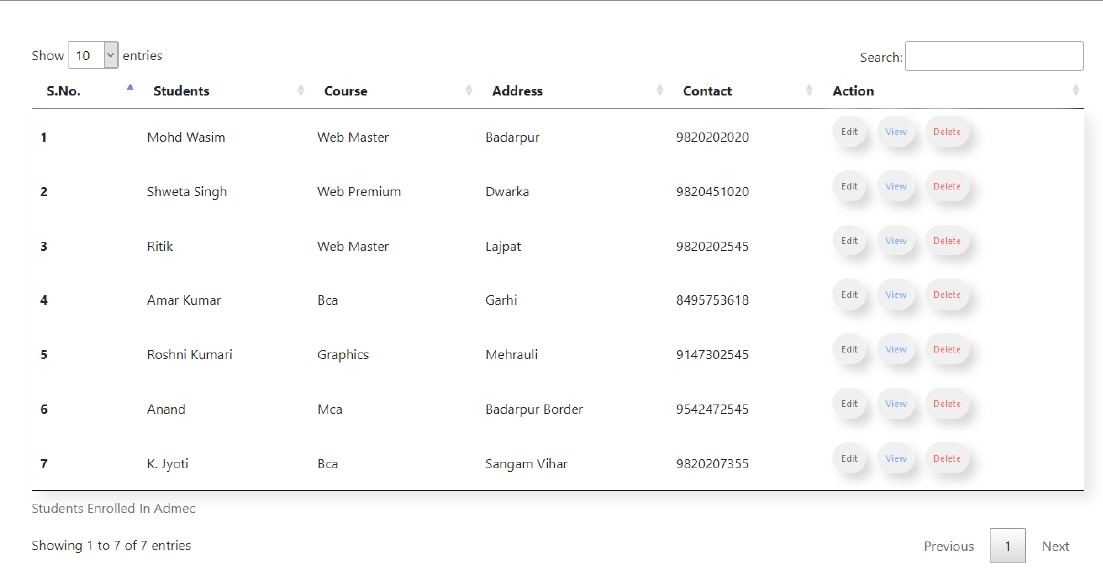 Show 10 entries Search:
S.No. Students Course Address Contact Action
1 Mohd Wasim Web Master Badarpur 9820202020 Edit View Delete
2 Shweta Singh Web Premium Dwarka 9820451020 Edit View Delete
3 Ritik Web Master Lajpat 9820202545 Edit View Delete
4 Amar Kumar Bca Garhi 8495753618 Edit View Delete
5 Roshni Kumari Graphics Mehrauli 9147302545 Edit View Delete
6 Anand Mca Badarpur Border 9542472545 Edit View Delete
7 K. Jyoti Bca Sangam Vihar 9820207355 Edit View Delete
Students Enrolled In Admec
Showing 1 to 7 of 7 entries Previous 1 Next